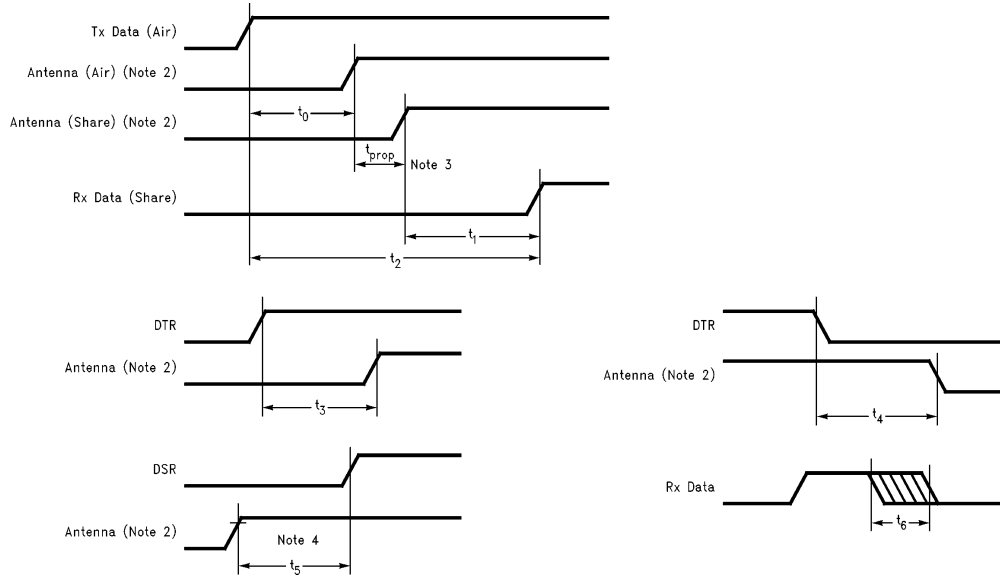 Tx Data (Air)
Antenna (Air) (Note 2)
t0
Antenna (Share) (Note 2)
tprop
Note 3
Rx Data (Share)
t1
t2
DTR
Antenna (Note 2)
t3
DTR
Antenna (Note 2)
t4
DSR
Antenna (Note 2)
Note 4
t5
Rx Data
t6